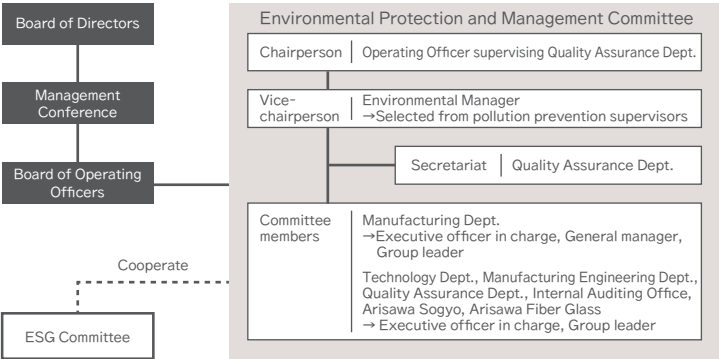 Board of Directors
Management
Conference
Board of Operating
Officers
Cooperate
ESG Committee
Environmental Protection and Management Committee
Chairperson
Operating Officer supervising Quality Assurance Dept.
Vice-
chairperson
Environmental Manager
→Selected from pollution prevention supervisors
Secretariat
Quality Assurance Dept.
Committee
members
Manufacturing Dept.
→Executive officer in charge, General manager,
Group leader
Technology Dept., Manufacturing Engineering Dept.,
Quality Assurance Dept., Internal Auditing Office,
Arisawa Sogyo, Arisawa Fiber Glass
→ Executive officer in charge, Group leader